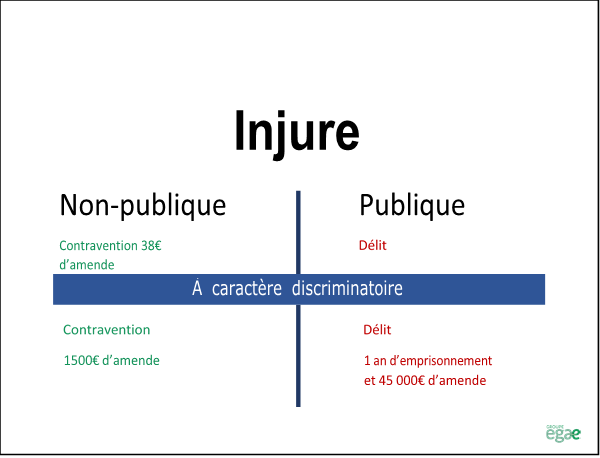 Injure
Non-publique
Publique
Contravention 38€
d’amende
Délit
À caractère discriminatoire
Contravention
1500€ d’amende
Délit
1 an d’emprisonnement
et 45 000€ d’amende
GROUPE
egae